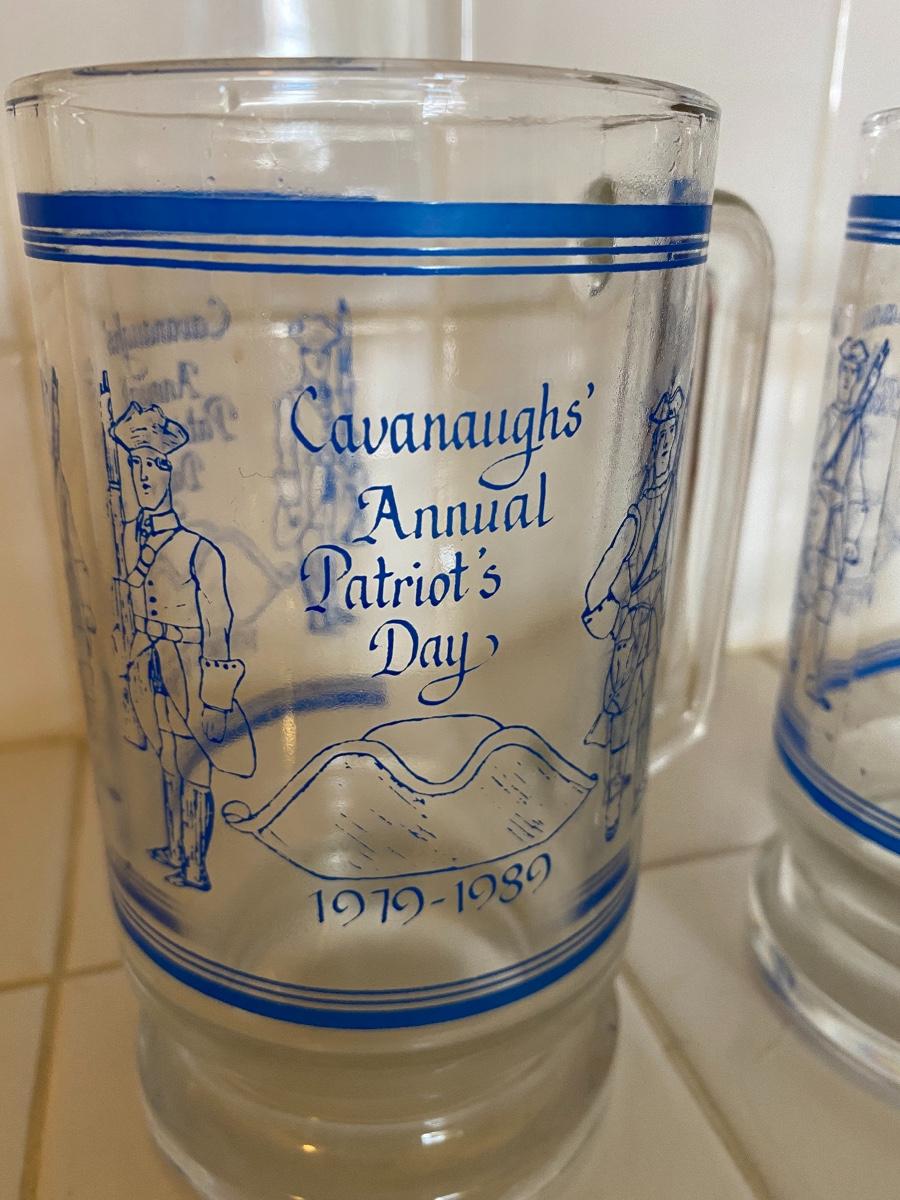 Cavanaughs'
Annual
Patriot's
Day
1979-1989